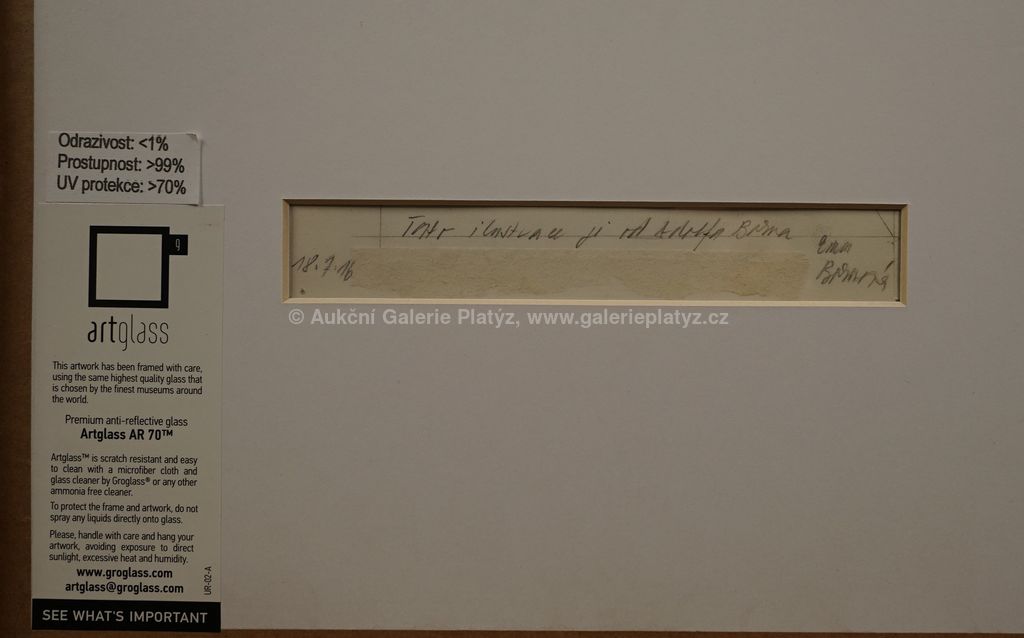 Odrazivost: <1%
Prostupnost: >99%
UV protekce: >70%
g
artglass
This artwork has been framed with care,
using the same highest quality glass that
is chosen by the finest museums around
the world.
Premium anti-reflective glass
Artglass AR 70™
Artglass™ is scratch resistant and easy
to clean with a microfiber cloth and
glass cleaner by Groglass® or any other
ammonia free cleaner.
To protect the frame and artwork, do not
spray any liquids directly onto glass.
Please, handle with care and hang your
artwork, avoiding exposure to direct
sunlight, excessive heat and humidity.
www.groglass.com
artglass@groglass.com
UR-02-A
SEE WHAT'S IMPORTANT
ilustrace je od Adolfa Borna
18.7.16
Ema
Bornová
© Aukční Galerie Platýz, www.galerieplatyz.cz